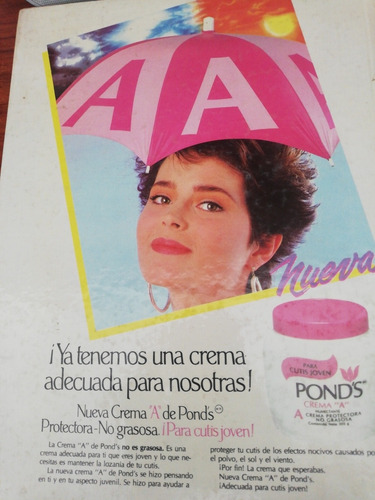 A A A
Nueva
¡Ya tenemos una crema
adecuada para nosotras!
Nueva Crema 'A' de Pond's
Protectora-No grasosa. ¡Para cutis joven!
La Crema "A" de Pond's no es grasosa. Es una
crema adecuada para ti que eres joven y lo que ne-
cesitas es mantener la lozanía de tu cutis.
La nueva crema "A" de Pond's se hizo pensando
en ti y en tu aspecto juvenil. Se hizo para ayudar a
PARA
CUTIS JOVEN
POND'S
CREMA "A"
HUMECTANTE
A CREMA PROTECTORA
NO GRASOSA
proteger tu cutis de los efectos nocivos causados po
el polvo, el sol y el viento.
¡Por fin! La crema que esperabas.
Nueva Crema "A" de Pond's.
¡Adecuada para cutis joven!